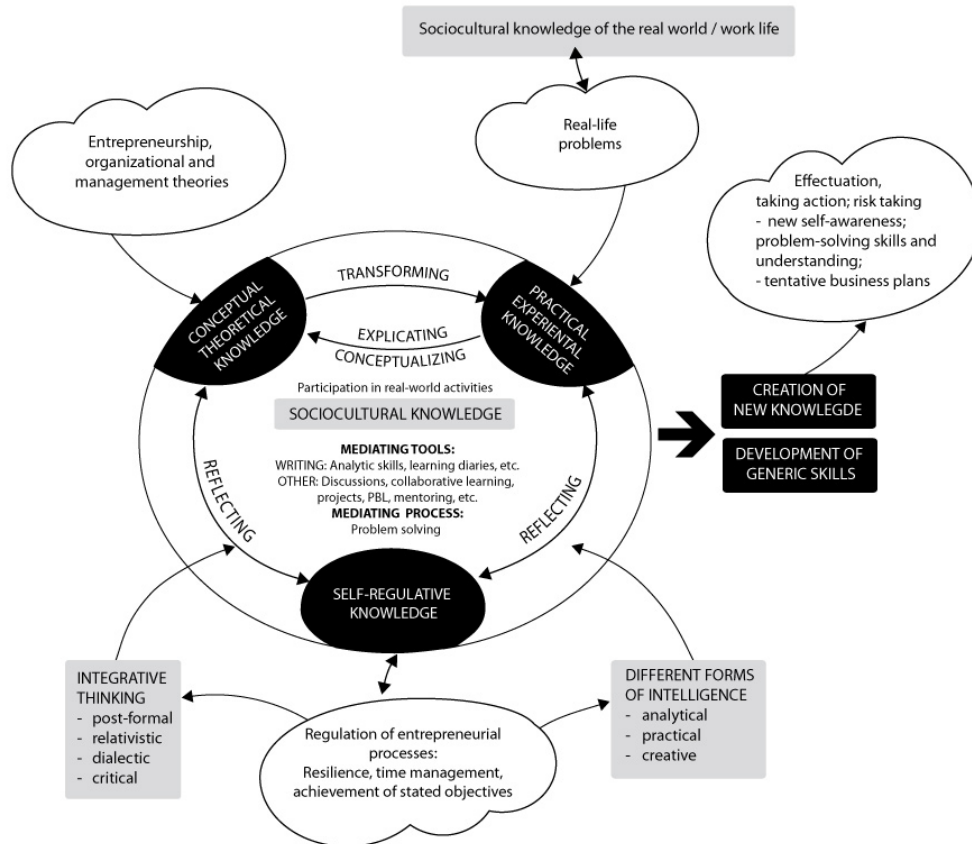 Sociocultural knowledge of the real world / work life
Entrepreneurship,
organizational and
management theories
Real-life
problems
Effectuation,
taking action; risk taking
- new self-awareness;
problem-solving skills and
understanding;
- tentative business plans
CONCEPTUAL
THEORETICAL
KNOWLEDGE
TRANSFORMING
EXPLICATING
CONCEPTUALIZING
PRACTICAL
EXPERIENTAL
KNOWLEDGE
Participation in real-world activities
SOCIOCULTURAL KNOWLEDGE
MEDIATING TOOLS:
WRITING: Analytic skills, learning diaries, etc.
OTHER: Discussions, collaborative learning,
projects, PBL, mentoring, etc.
MEDIATING PROCESS:
Problem solving
REFLECTING
REFLECTING
CREATION OF
NEW KNOWLEGDE
DEVELOPMENT OF
GENERIC SKILLS
SELF-REGULATIVE
KNOWLEDGE
INTEGRATIVE
THINKING
- post-formal
- relativistic
- dialectic
- critical
Regulation of entrepreneurial
processes:
Resilience, time management,
achievement of stated objectives
DIFFERENT FORMS
OF INTELLIGENCE
- analytical
- practical
- creative